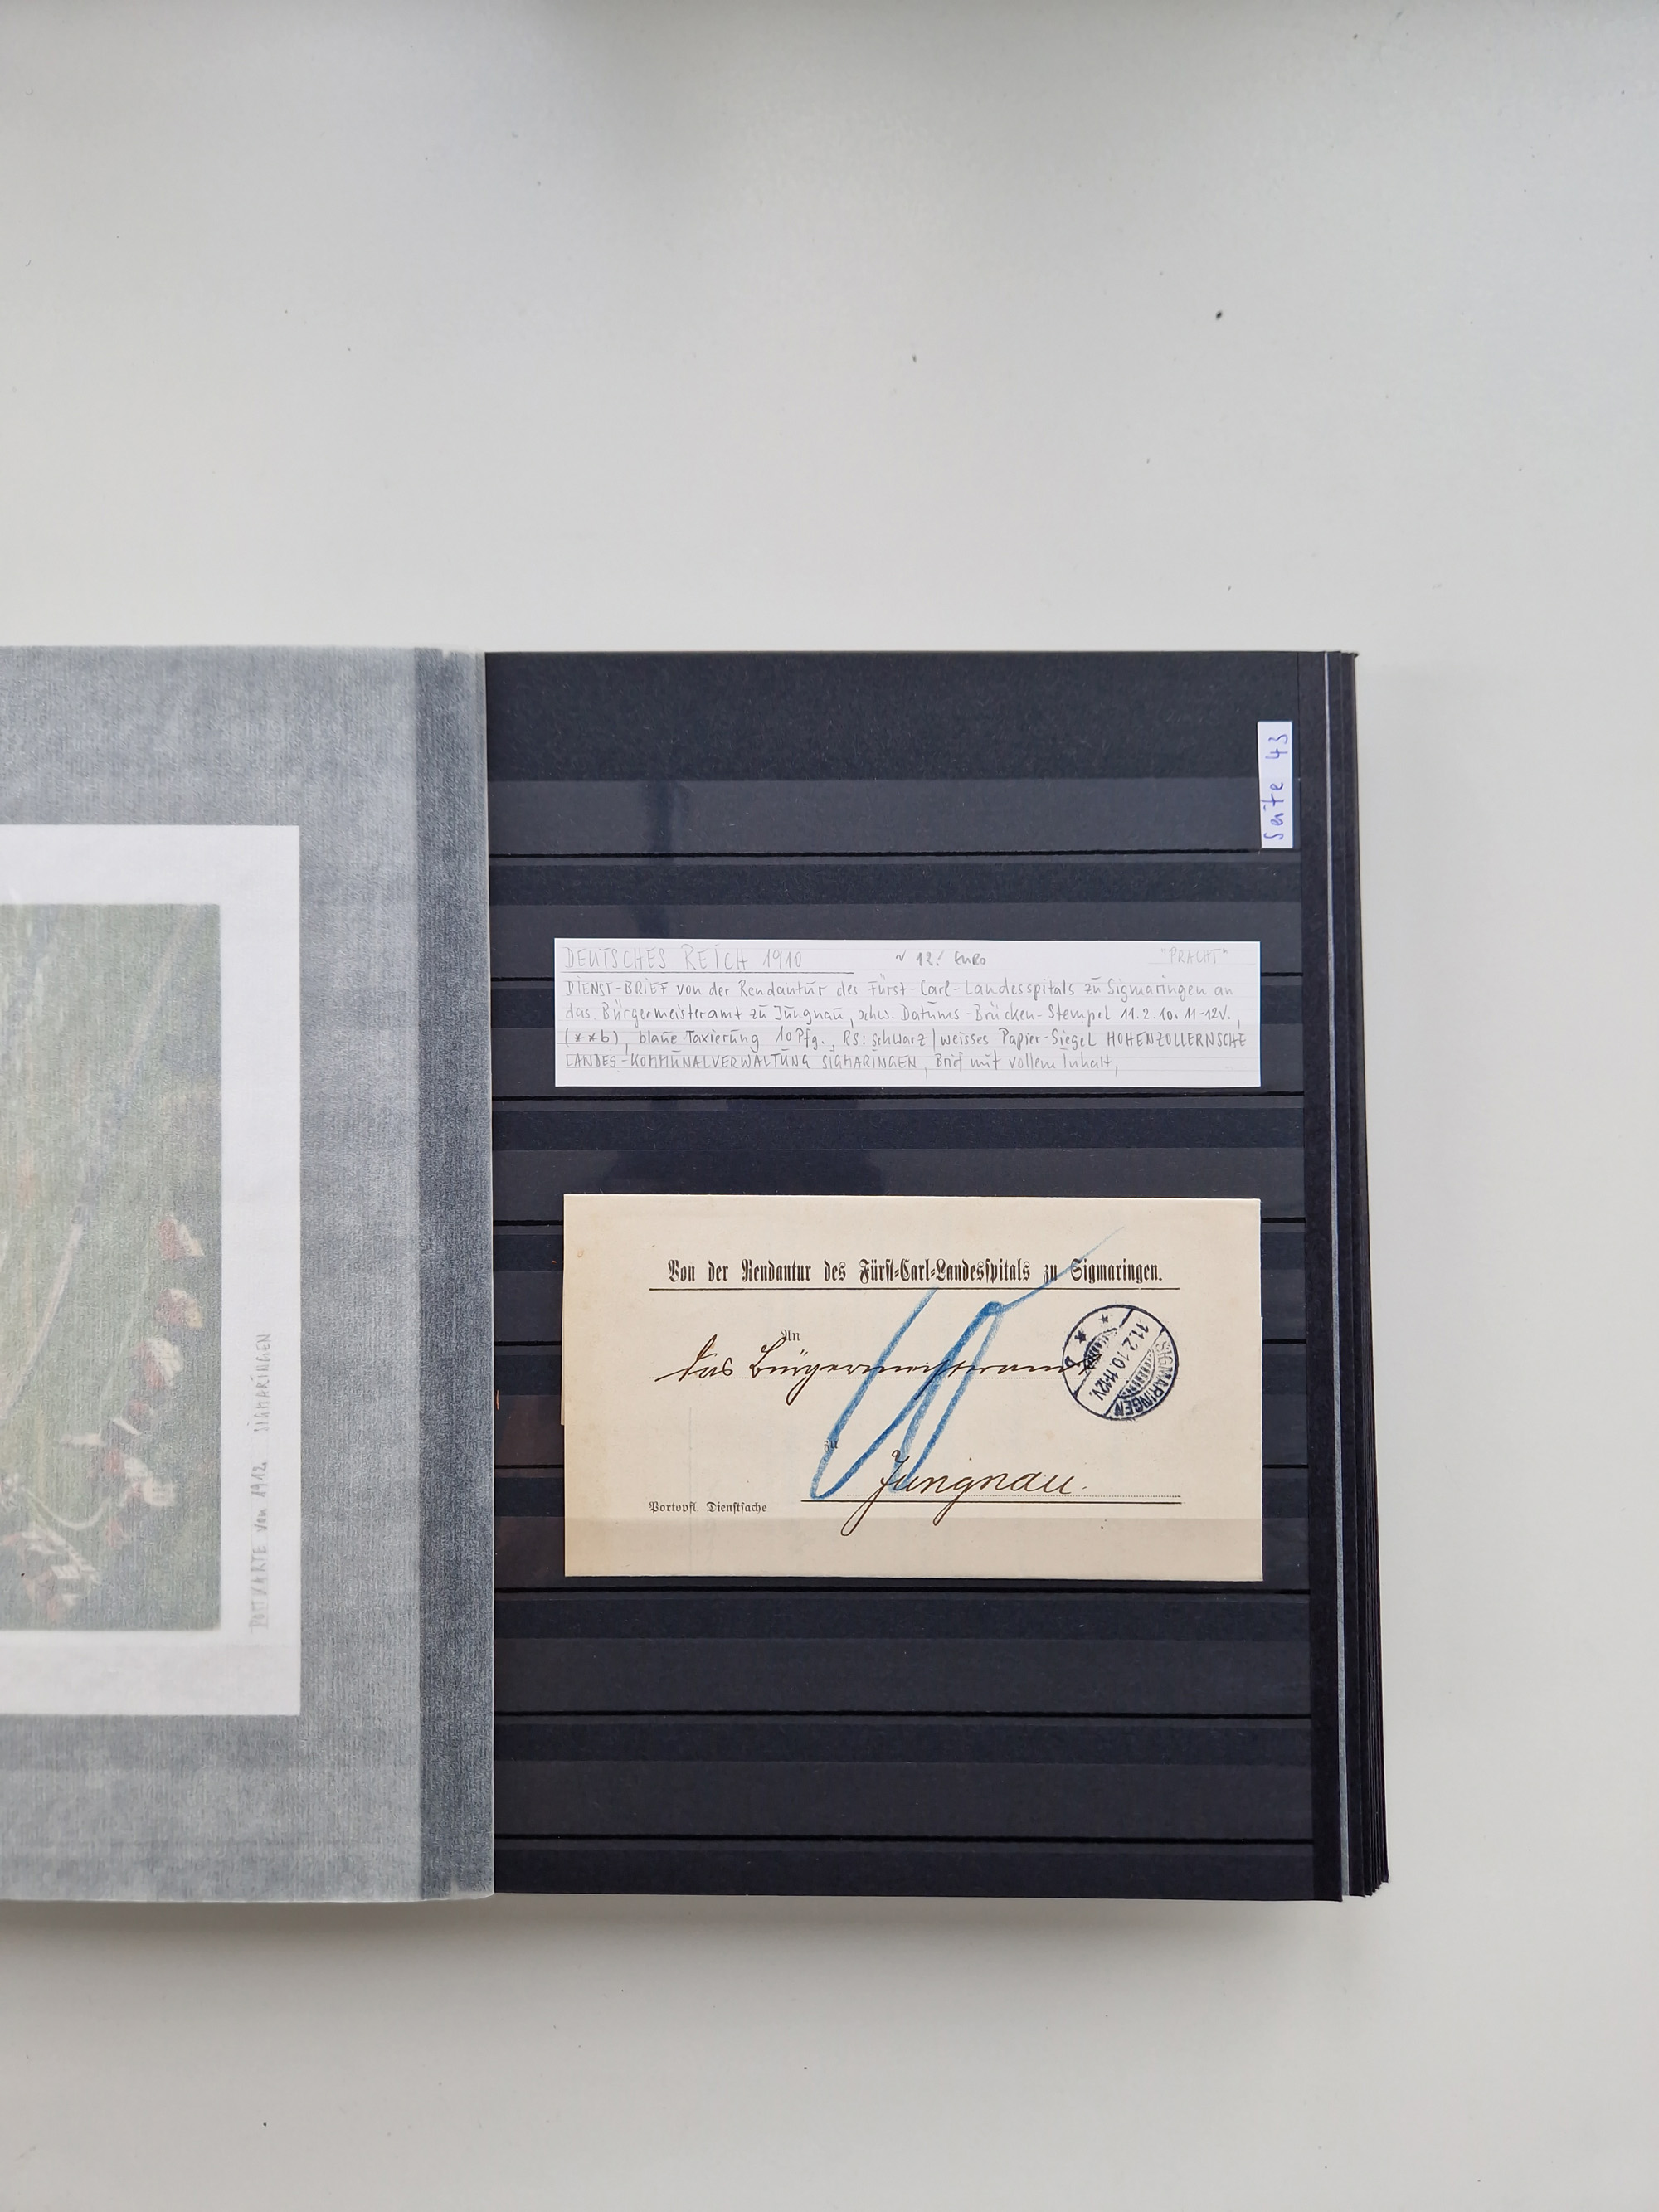 Seite 43
DEUTSCHES REICH 1910 ~ 12.- EURO "PRACHT"
DIENST-BRIEF von der Rendantur des Fürst-Carl-Landesspitals zu Sigmaringen an
das Bürgermeisteramt zu Jungnau, schw. Datums-Brücken-Stempel 11.2.10. 11-12V.,
(**b), blaue Taxierung 10 Pfg., RS: schwarz/weisses Papier-Siegel HOHENZOLLERNSCHE
LANDES-KOMMUNALVERWALTUNG SIGMARINGEN, Brief mit vollem Inhalt,
Von der Rendantur des Fürst-Carl-Landesspitals zu Sigmaringen.
An
das Bürgermeisteramt
zu
Jungnau.
Portopfl. Dienstsache
10
SIGMARINGEN
11.2.10.11-12V.
* * b
POSTKARTE von 1912 SIGMARINGEN